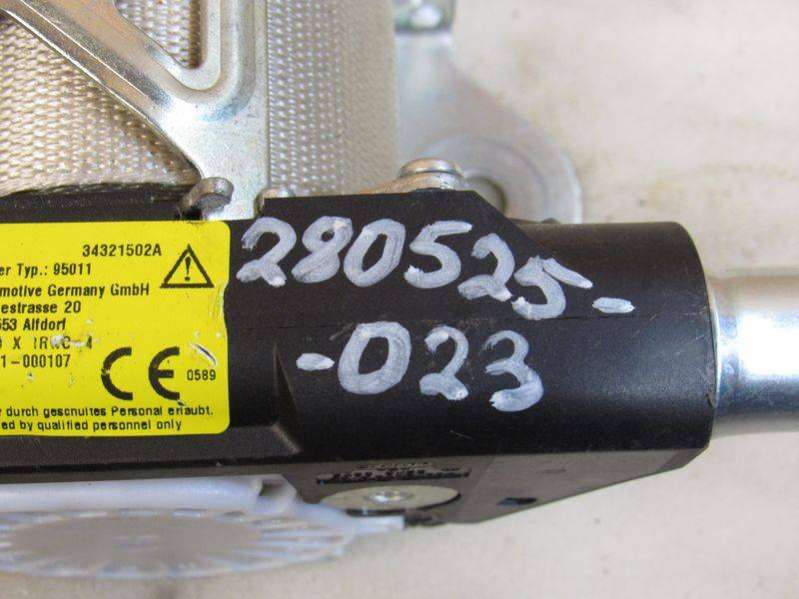 34321502A
er Typ.: 95011
motive Germany GmbH
estrasse 20
553 Alfdorf
X
1-000107
CE 0589
durch geschultes Personal erlaubt.
ed by qualified personnel only
280525-
-023